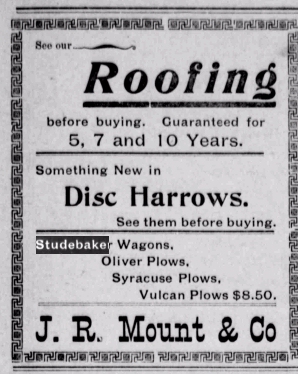 See our
Roofing
before buying. Guaranteed for
5, 7 and 10 Years.
Something New in
Disc Harrows.
See them before buying.
Studebaker Wagons,
Oliver Plows,
Syracuse Plows,
Vulcan Plows $8.50.
J. R. Mount & Co